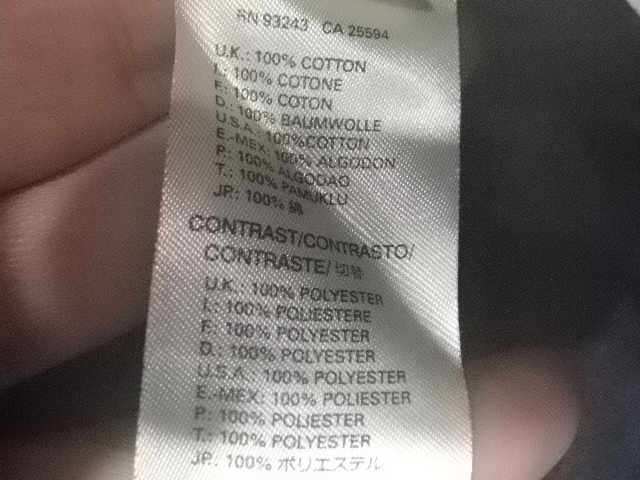 RN 93243 CA 25594
U.K.: 100% COTTON
I.: 100% COTONE
F.: 100% COTON
D.: 100% BAUMWOLLE
U.S.A.: 100%COTTON
E.-MEX: 100% ALGODON
P.: 100% ALGODAO
T.: 100% PAMUKLU
JP.: 100% 綿
CONTRAST/CONTRASTO/
CONTRASTE/ 切替
U.K.: 100% POLYESTER
I.: 100% POLIESTERE
F.: 100% POLYESTER
D.: 100% POLYESTER
U.S.A.: 100% POLYESTER
E.-MEX: 100% POLIESTER
P.: 100% POLIESTER
T.: 100% POLYESTER
JP.: 100% ポリエステル